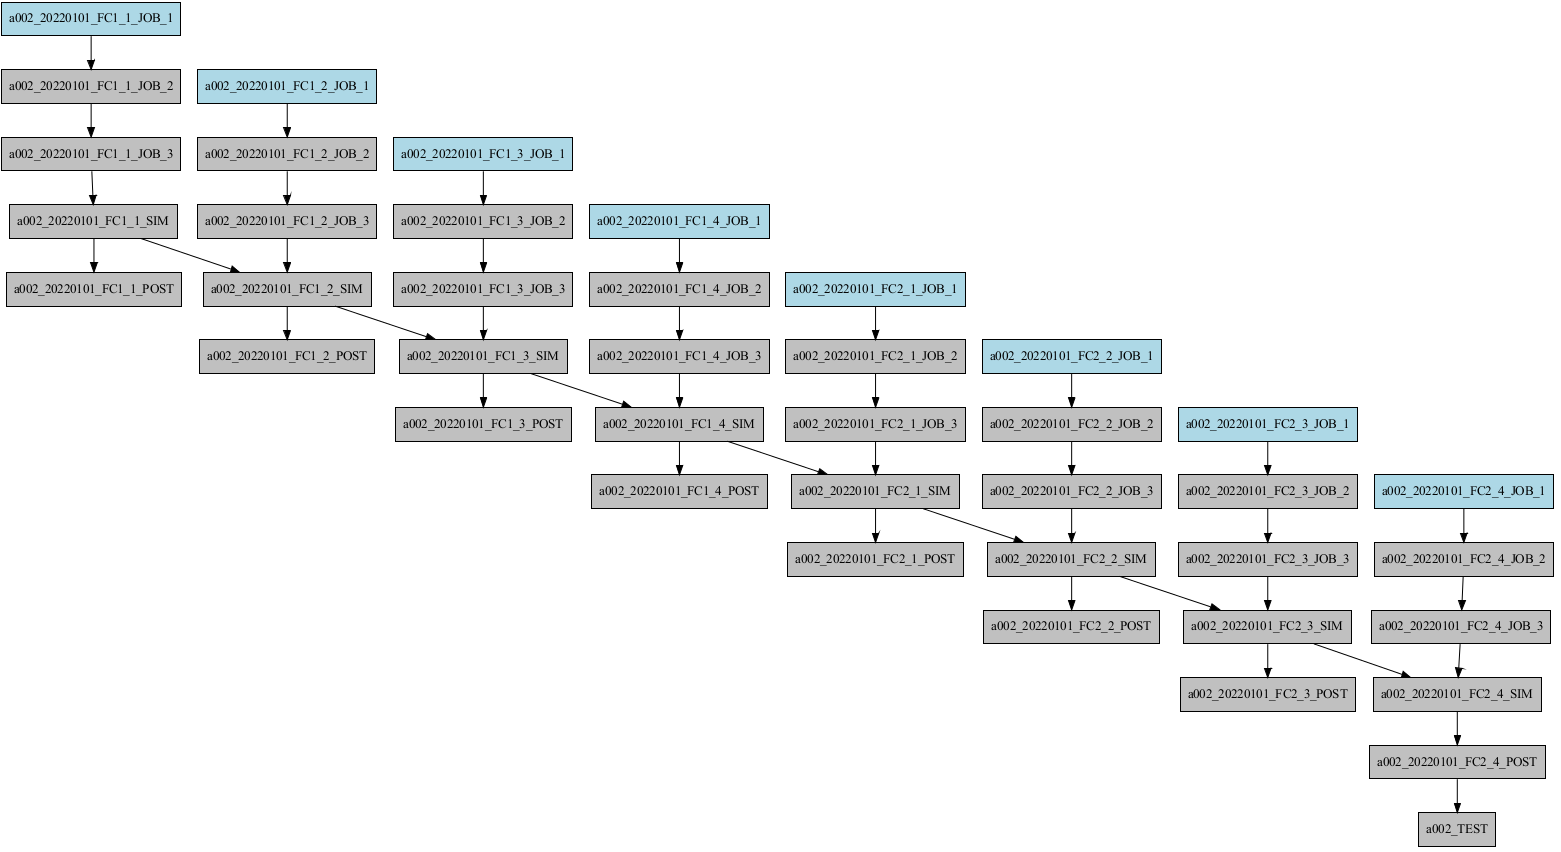 a002_20220101_FC1_1_JOB_1
a002_20220101_FC1_1_JOB_2
a002_20220101_FC1_2_JOB_1
a002_20220101_FC1_1_JOB_3
a002_20220101_FC1_2_JOB_2
a002_20220101_FC1_3_JOB_1
a002_20220101_FC1_1_SIM
a002_20220101_FC1_2_JOB_3
a002_20220101_FC1_3_JOB_2
a002_20220101_FC1_4_JOB_1
a002_20220101_FC1_1_POST
a002_20220101_FC1_2_SIM
a002_20220101_FC1_3_JOB_3
a002_20220101_FC1_4_JOB_2
a002_20220101_FC2_1_JOB_1
a002_20220101_FC1_2_POST
a002_20220101_FC1_3_SIM
a002_20220101_FC1_4_JOB_3
a002_20220101_FC2_1_JOB_2
a002_20220101_FC2_2_JOB_1
a002_20220101_FC1_3_POST
a002_20220101_FC1_4_SIM
a002_20220101_FC2_1_JOB_3
a002_20220101_FC2_2_JOB_2
a002_20220101_FC2_3_JOB_1
a002_20220101_FC1_4_POST
a002_20220101_FC2_1_SIM
a002_20220101_FC2_2_JOB_3
a002_20220101_FC2_3_JOB_2
a002_20220101_FC2_4_JOB_1
a002_20220101_FC2_1_POST
a002_20220101_FC2_2_SIM
a002_20220101_FC2_3_JOB_3
a002_20220101_FC2_4_JOB_2
a002_20220101_FC2_2_POST
a002_20220101_FC2_3_SIM
a002_20220101_FC2_4_JOB_3
a002_20220101_FC2_3_POST
a002_20220101_FC2_4_SIM
a002_20220101_FC2_4_POST
a002_TEST